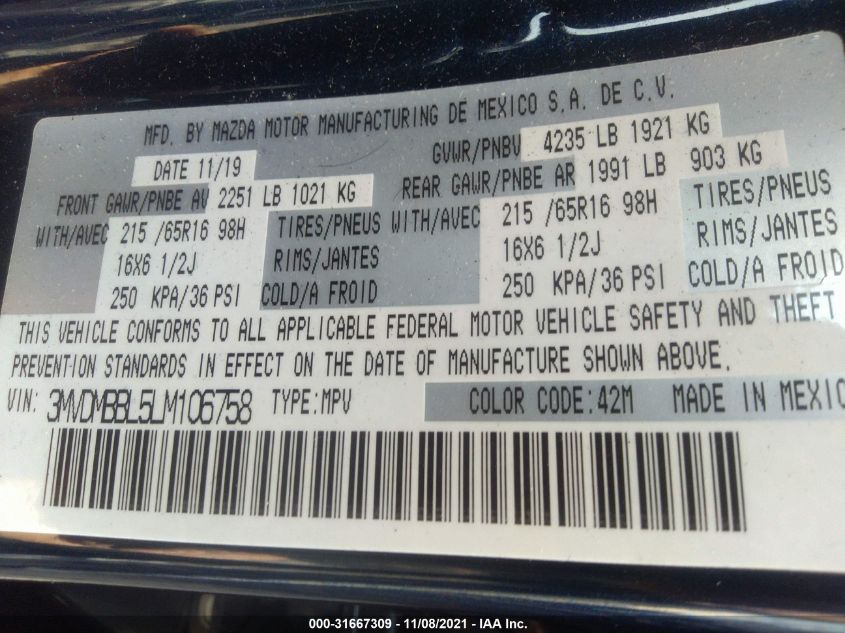 MFD. BY MAZDA MOTOR MANUFACTURING DE MEXICO S.A. DE C.V.
DATE 11/19 GVWR/PNBV 4235 LB 1921 KG
FRONT GAWR/PNBE AV 2251 LB 1021 KG REAR GAWR/PNBE AR 1991 LB 903 KG
WITH/AVEC 215 /65R16 98H TIRES/PNEUS WITH/AVEC 215 /65R16 98H TIRES/PNEUS
16X6 1/2J RIMS/JANTES 16X6 1/2J RIMS/JANTES
250 KPA/36 PSI COLD/A FROID 250 KPA/36 PSI COLD/A FROID
THIS VEHICLE CONFORMS TO ALL APPLICABLE FEDERAL MOTOR VEHICLE SAFETY AND THEFT
PREVENTION STANDARDS IN EFFECT ON THE DATE OF MANUFACTURE SHOWN ABOVE.
VIN: 3MVDMBBL5LM106758 TYPE:MPV COLOR CODE:42M MADE IN MEXICO
000-31667309 - 11/08/2021 - IAA Inc.